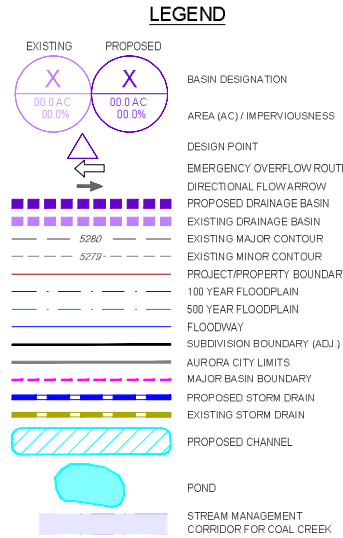 LEGEND
EXISTING PROPOSED
X X
00.0 AC 00.0 AC
00.0% 00.0%
BASIN DESIGNATION
AREA (AC) / IMPERVIOUSNESS
DESIGN POINT
EMERGENCY OVERFLOW ROUT
DIRECTIONAL FLOW ARROW
PROPOSED DRAINAGE BASIN
EXISTING DRAINAGE BASIN
5280 EXISTING MAJOR CONTOUR
5279 EXISTING MINOR CONTOUR
PROJECT/PROPERTY BOUNDAR
100 YEAR FLOODPLAIN
500 YEAR FLOODPLAIN
FLOODWAY
SUBDIVISION BOUNDARY (ADJ.)
AURORA CITY LIMITS
MAJOR BASIN BOUNDARY
PROPOSED STORM DRAIN
EXISTING STORM DRAIN
PROPOSED CHANNEL
POND
STREAM MANAGEMENT
CORRIDOR FOR COAL CREEK